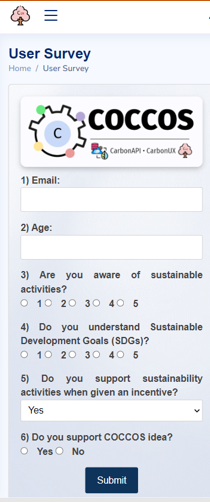 User Survey
Home / User Survey
C
COCCOS
CarbonAPI • CarbonUX
1) Email:
2) Age:
3) Are you aware of sustainable
activities?
1 2 3 4 5
4) Do you understand Sustainable
Development Goals (SDGs)?
1 2 3 4 5
5) Do you support sustainability
activities when given an incentive?
Yes
6) Do you support COCCOS idea?
Yes No
Submit